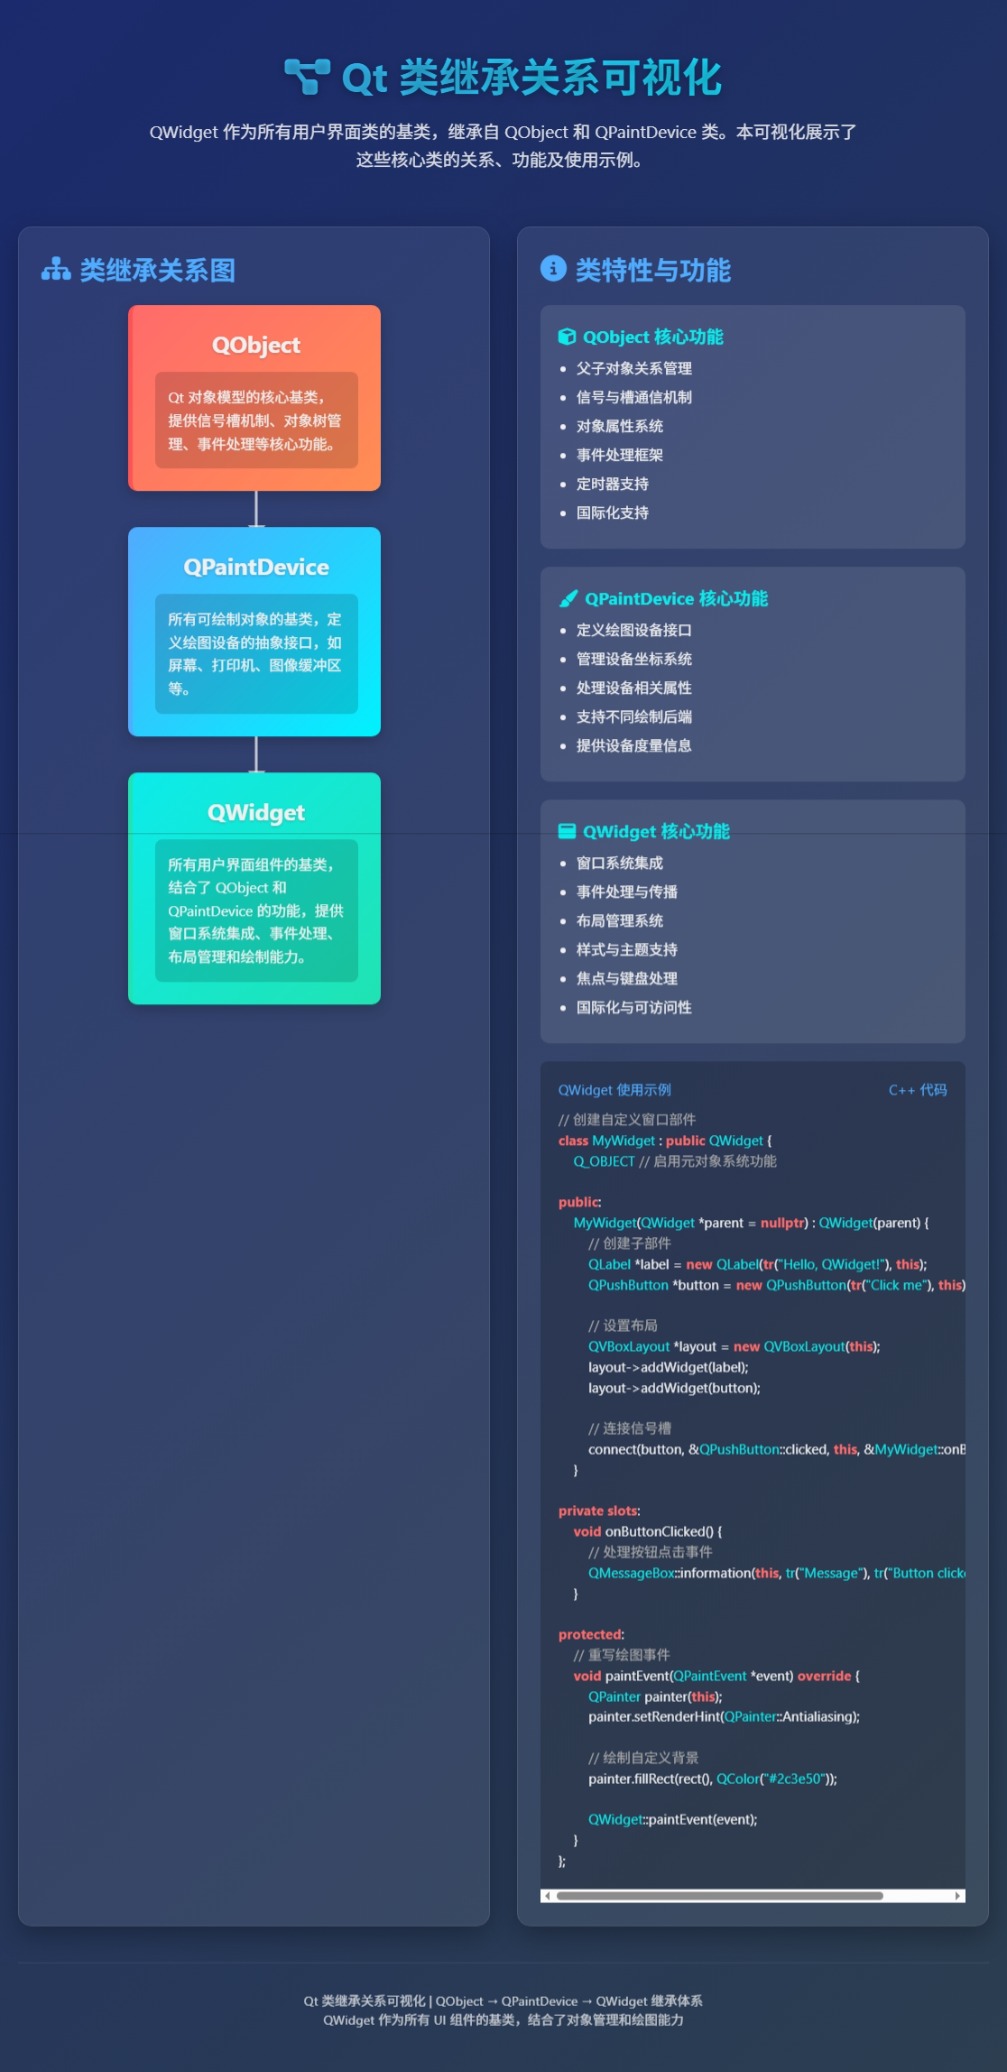 Qt 类继承关系可视化
QWidget 作为所有用户界面类的基类，继承自 QObject 和 QPaintDevice 类。本可视化展示了
这些核心类的关系、功能及使用示例。
类继承关系图
QObject
Qt 对象模型的核心基类，
提供信号槽机制、对象树管
理、事件处理等核心功能。
QPaintDevice
所有可绘制对象的基类，定
义绘图设备的抽象接口，如
屏幕、打印机、图像缓冲区
等。
QWidget
所有用户界面组件的基类，
结合了 QObject 和
QPaintDevice 的功能，提供
窗口系统集成、事件处理、
布局管理和绘制能力。
类特性与功能
QObject 核心功能
• 父子对象关系管理
• 信号与槽通信机制
• 对象属性系统
• 事件处理框架
• 定时器支持
• 国际化支持
QPaintDevice 核心功能
• 定义绘图设备接口
• 管理设备坐标系统
• 处理设备相关属性
• 支持不同绘制后端
• 提供设备度量信息
QWidget 核心功能
• 窗口系统集成
• 事件处理与传播
• 布局管理系统
• 样式与主题支持
• 焦点与键盘处理
• 国际化与可访问性
QWidget 使用示例 C++ 代码
// 创建自定义窗口部件
class MyWidget : public QWidget {
Q_OBJECT // 启用元对象系统功能
public:
MyWidget(QWidget *parent = nullptr) : QWidget(parent) {
// 创建子部件
QLabel *label = new QLabel(tr("Hello, QWidget!"), this);
QPushButton *button = new QPushButton(tr("Click me"), this)
// 设置布局
QVBoxLayout *layout = new QVBoxLayout(this);
layout->addWidget(label);
layout->addWidget(button);
// 连接信号槽
connect(button, &QPushButton::clicked, this, &MyWidget::onB
}
private slots:
void onButtonClicked() {
// 处理按钮点击事件
QMessageBox::information(this, tr("Message"), tr("Button click
}
protected:
// 重写绘图事件
void paintEvent(QPaintEvent *event) override {
QPainter painter(this);
painter.setRenderHint(QPainter::Antialiasing);
// 绘制自定义背景
painter.fillRect(rect(), QColor("#2c3e50"));
QWidget::paintEvent(event);
}
};
Qt 类继承关系可视化 | QObject → QPaintDevice → QWidget 继承体系
QWidget 作为所有 UI 组件的基类，结合了对象管理和绘图能力